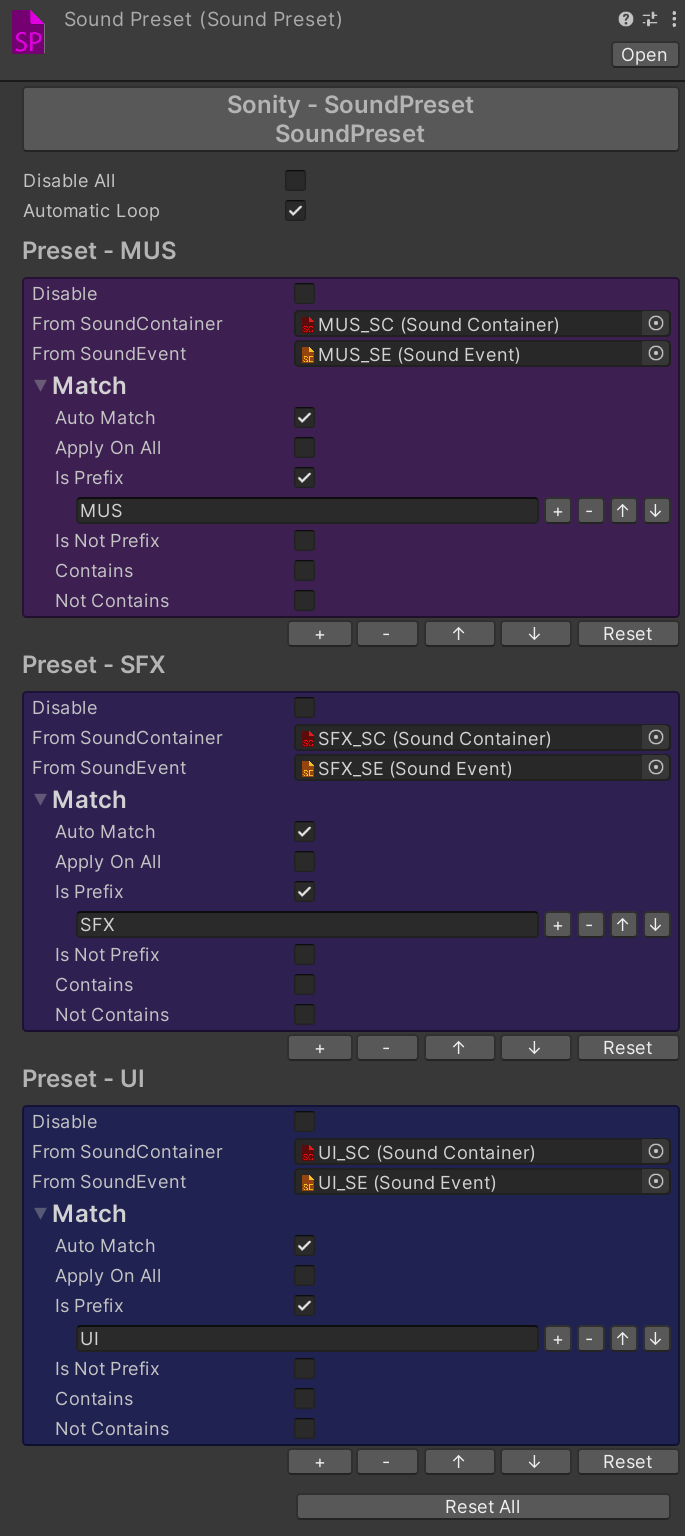 SP
Sound Preset (Sound Preset)
Open
Sonity - SoundPreset
SoundPreset
Disable All
Automatic Loop
Preset - MUS
Disable
From SoundContainer MUS_SC (Sound Container)
From SoundEvent MUS_SE (Sound Event)
Match
Auto Match
Apply On All
Is Prefix
MUS + - ↑ ↓
Is Not Prefix
Contains
Not Contains
+ - ↑ ↓ Reset
Preset - SFX
Disable
From SoundContainer SFX_SC (Sound Container)
From SoundEvent SFX_SE (Sound Event)
Match
Auto Match
Apply On All
Is Prefix
SFX + - ↑ ↓
Is Not Prefix
Contains
Not Contains
+ - ↑ ↓ Reset
Preset - UI
Disable
From SoundContainer UI_SC (Sound Container)
From SoundEvent UI_SE (Sound Event)
Match
Auto Match
Apply On All
Is Prefix
UI + - ↑ ↓
Is Not Prefix
Contains
Not Contains
+ - ↑ ↓ Reset
Reset All